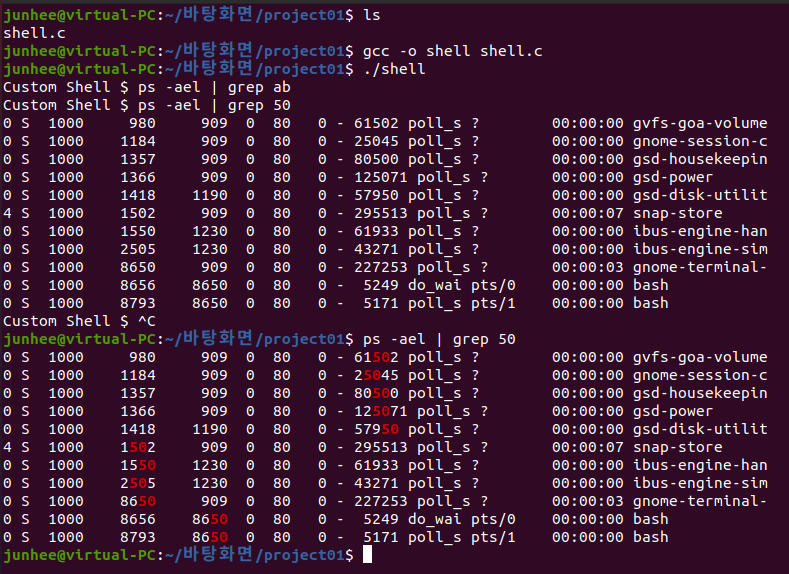 junhee@virtual-PC:~/바탕화면/project01$ ls
shell.c
junhee@virtual-PC:~/바탕화면/project01$ gcc -o shell shell.c
junhee@virtual-PC:~/바탕화면/project01$ ./shell
Custom Shell $ ps -ael | grep ab
Custom Shell $ ps -ael | grep 50
0 S  1000     980     909  0  80   0 - 61502 poll_s ?        00:00:00 gvfs-goa-volume
0 S  1000    1184     909  0  80   0 - 25045 poll_s ?        00:00:00 gnome-session-c
0 S  1000    1357     909  0  80   0 - 80500 poll_s ?        00:00:00 gsd-housekeepin
0 S  1000    1366     909  0  80   0 - 125071 poll_s ?       00:00:00 gsd-power
0 S  1000    1418    1190  0  80   0 - 57950 poll_s ?        00:00:00 gsd-disk-utilit
4 S  1000    1502     909  0  80   0 - 295513 poll_s ?       00:00:07 snap-store
0 S  1000    1550    1230  0  80   0 - 61933 poll_s ?        00:00:00 ibus-engine-han
0 S  1000    2505    1230  0  80   0 - 43271 poll_s ?        00:00:00 ibus-engine-sim
0 S  1000    8650     909  0  80   0 - 227253 poll_s ?       00:00:03 gnome-terminal-
0 S  1000    8656    8650  0  80   0 -  5249 do_wai pts/0    00:00:00 bash
0 S  1000    8793    8650  0  80   0 -  5171 poll_s pts/1    00:00:00 bash
Custom Shell $ ^C
junhee@virtual-PC:~/바탕화면/project01$ ps -ael | grep 50
0 S  1000     980     909  0  80   0 - 61502 poll_s ?        00:00:00 gvfs-goa-volume
0 S  1000    1184     909  0  80   0 - 25045 poll_s ?        00:00:00 gnome-session-c
0 S  1000    1357     909  0  80   0 - 80500 poll_s ?        00:00:00 gsd-housekeepin
0 S  1000    1366     909  0  80   0 - 125071 poll_s ?       00:00:00 gsd-power
0 S  1000    1418    1190  0  80   0 - 57950 poll_s ?        00:00:00 gsd-disk-utilit
4 S  1000    1502     909  0  80   0 - 295513 poll_s ?       00:00:07 snap-store
0 S  1000    1550    1230  0  80   0 - 61933 poll_s ?        00:00:00 ibus-engine-han
0 S  1000    2505    1230  0  80   0 - 43271 poll_s ?        00:00:00 ibus-engine-sim
0 S  1000    8650     909  0  80   0 - 227253 poll_s ?       00:00:03 gnome-terminal-
0 S  1000    8656    8650  0  80   0 -  5249 do_wai pts/0    00:00:00 bash
0 S  1000    8793    8650  0  80   0 -  5171 poll_s pts/1    00:00:00 bash
junhee@virtual-PC:~/바탕화면/project01$